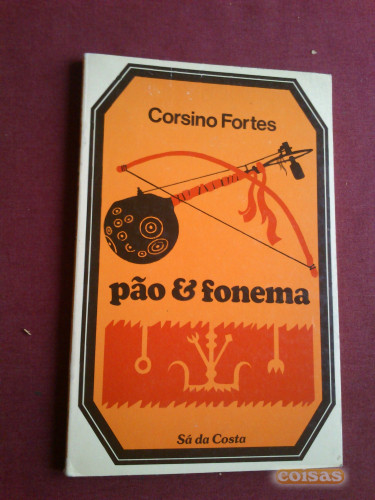 Corsino Fortes
pão & fonema
Sá da Costa
coisas